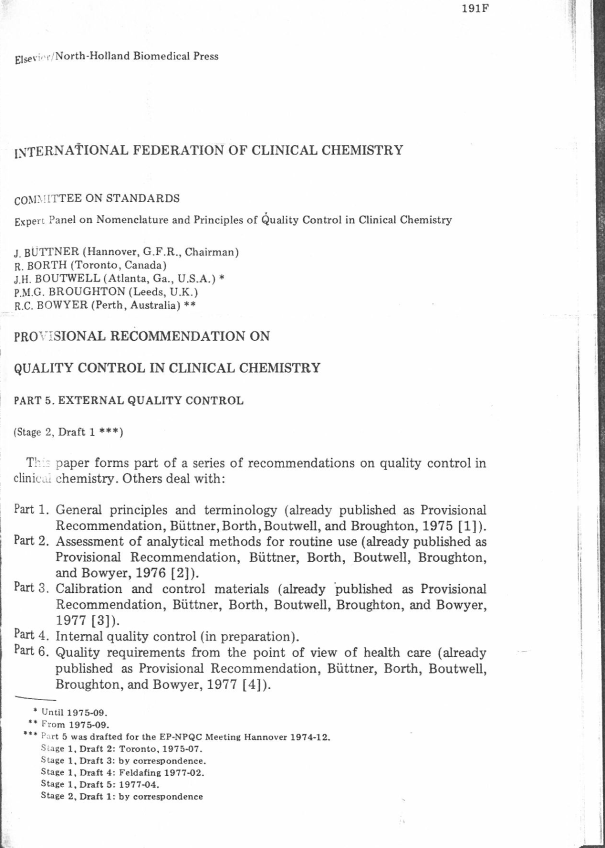 191F
Elsevier/North-Holland Biomedical Press
INTERNATIONAL FEDERATION OF CLINICAL CHEMISTRY
COMMITTEE ON STANDARDS
Expert Panel on Nomenclature and Principles of Quality Control in Clinical Chemistry
J. BÜTTNER (Hannover, G.F.R., Chairman)
R. BORTH (Toronto, Canada)
J.H. BOUTWELL (Atlanta, Ga., U.S.A.) *
P.M.G. BROUGHTON (Leeds, U.K.)
R.C. BOWYER (Perth, Australia) **
PROVISIONAL RECOMMENDATION ON
QUALITY CONTROL IN CLINICAL CHEMISTRY
PART 5. EXTERNAL QUALITY CONTROL
(Stage 2, Draft 1 ***)
This paper forms part of a series of recommendations on quality control in
clinical chemistry. Others deal with:
Part 1. General principles and terminology (already published as Provisional
Recommendation, Büttner, Borth, Boutwell, and Broughton, 1975 [1]).
Part 2. Assessment of analytical methods for routine use (already published as
Provisional Recommendation, Büttner, Borth, Boutwell, Broughton,
and Bowyer, 1976 [2]).
Part 3. Calibration and control materials (already published as Provisional
Recommendation, Büttner, Borth, Boutwell, Broughton, and Bowyer,
1977 [3]).
Part 4. Internal quality control (in preparation).
Part 6. Quality requirements from the point of view of health care (already
published as Provisional Recommendation, Büttner, Borth, Boutwell,
Broughton, and Bowyer, 1977 [4]).
* Until 1975-09.
** From 1975-09.
*** Part 5 was drafted for the EP-NPQC Meeting Hannover 1974-12.
Stage 1, Draft 2: Toronto, 1975-07.
Stage 1, Draft 3: by correspondence.
Stage 1, Draft 4: Feldafing 1977-02.
Stage 1, Draft 5: 1977-04.
Stage 2, Draft 1: by correspondence